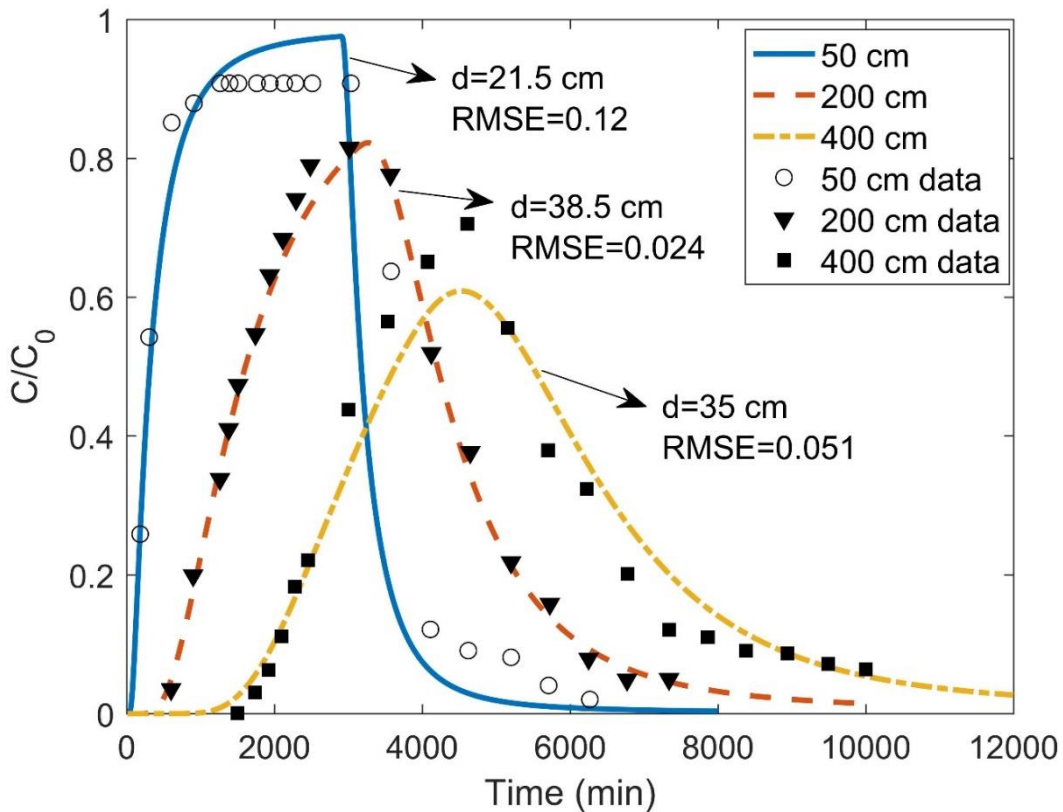 1
0.8
0.6
0.4
0.2
0
C/C0
0
2000
4000
6000
8000
10000
12000
Time (min)
d=21.5 cm
RMSE=0.12
d=38.5 cm
RMSE=0.024
d=35 cm
RMSE=0.051
50 cm
200 cm
400 cm
50 cm data
200 cm data
400 cm data